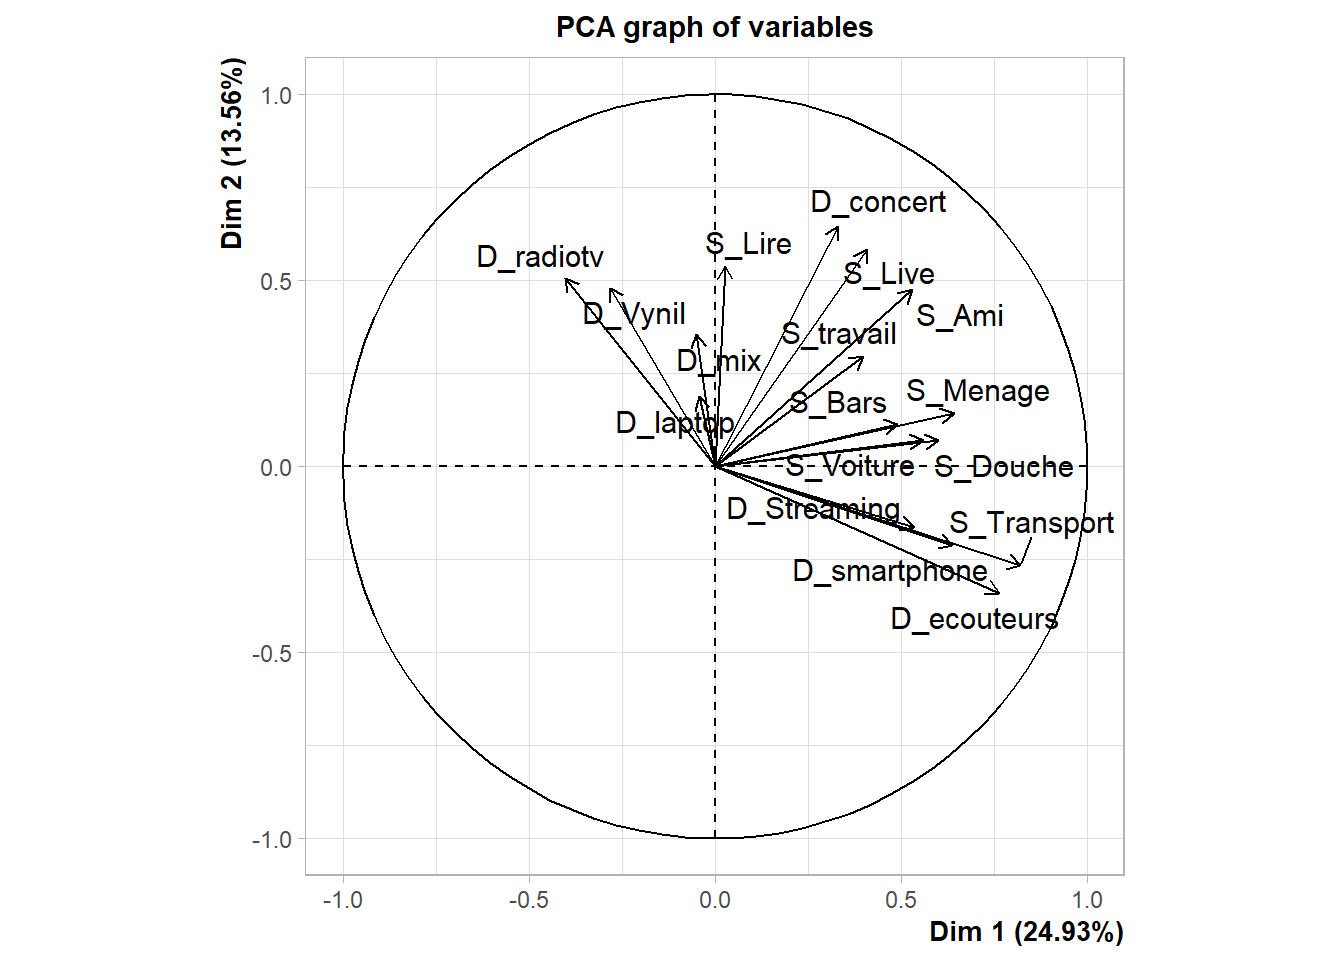 PCA graph of variables
Dim 2 (13.56%)
1.0
0.5
0.0
-0.5
-1.0
D_concert
S_Lire
D_radiotv
S_Live
D_Vynil
S_Ami
S_travail
D_mix
S_Menage
S_Bars
D_laptop
S_Voiture
S_Douche
D_Streaming
S_Transport
D_smartphone
D_ecouteurs
-1.0
-0.5
0.0
0.5
1.0
Dim 1 (24.93%)